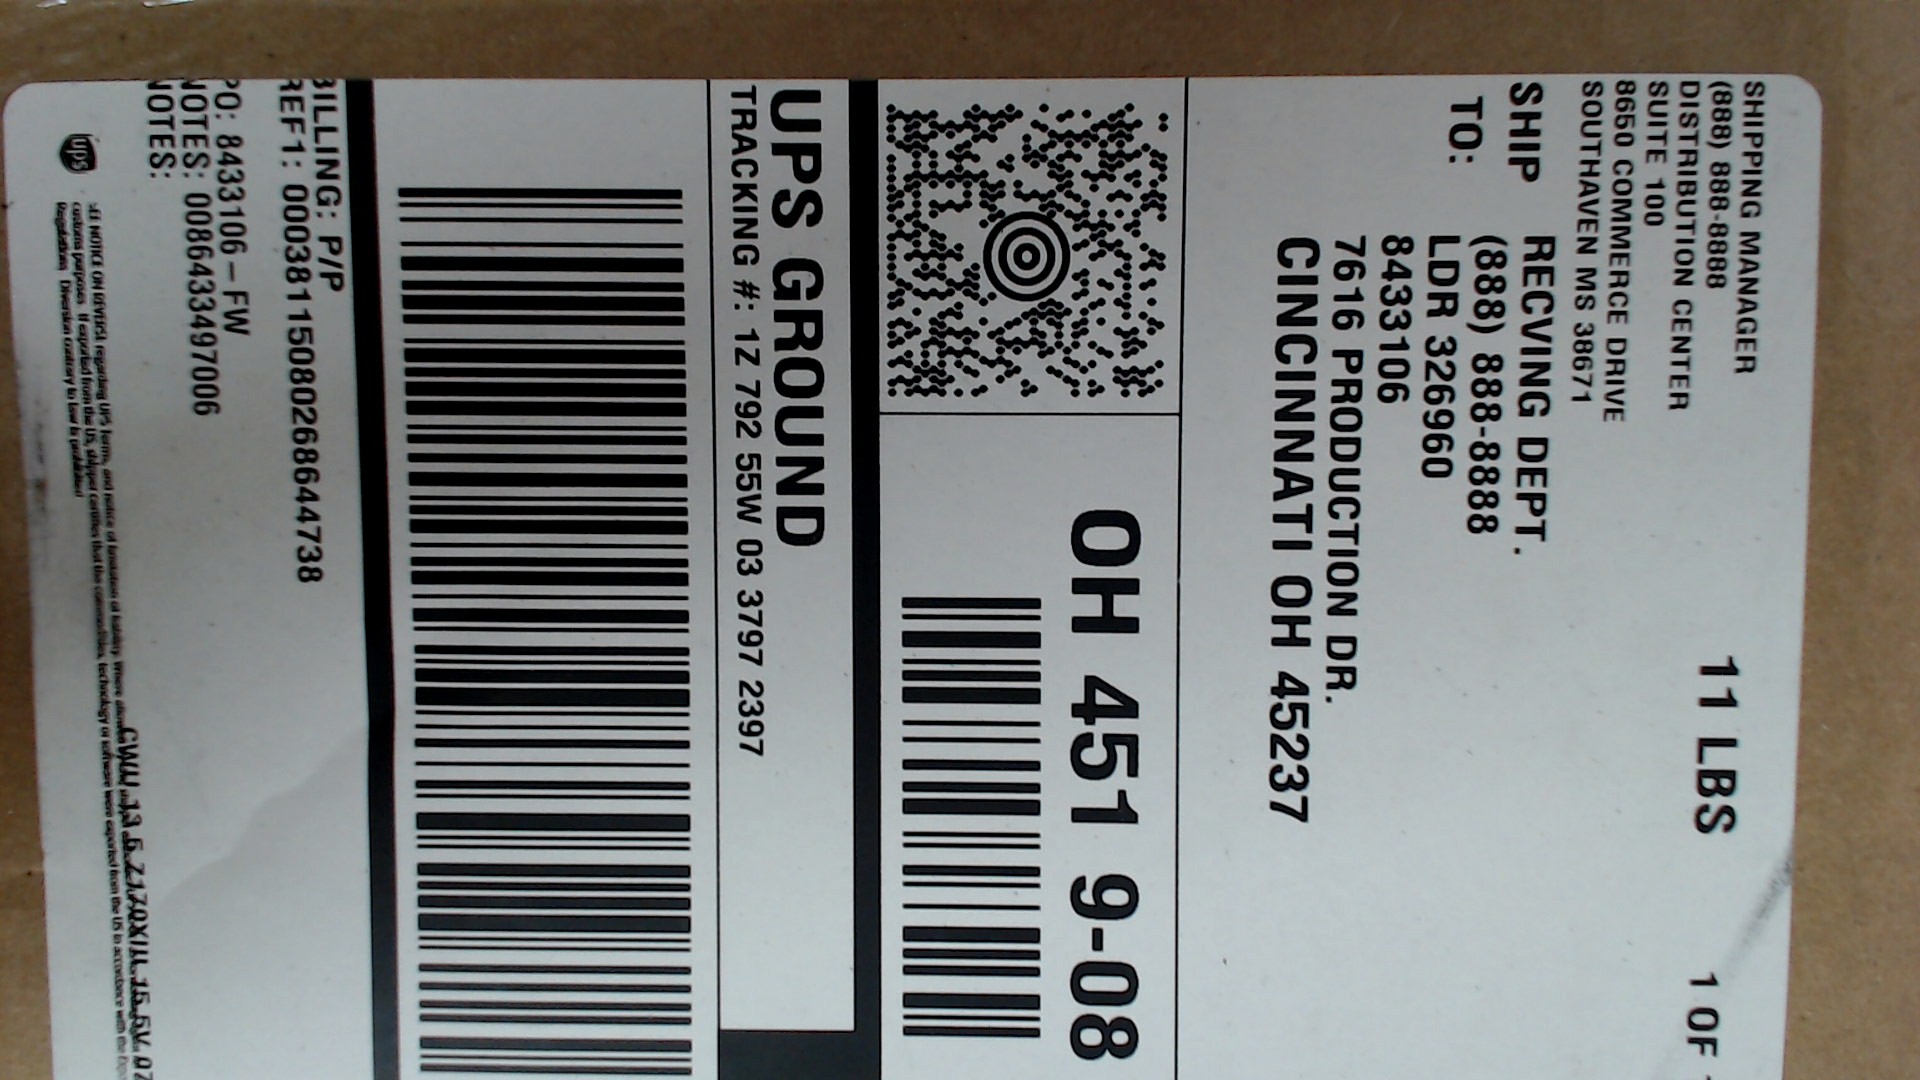 SHIPPING MANAGER
(888) 888-8888
DISTRIBUTION CENTER
SUITE 100
8650 COMMERCE DRIVE
SOUTHAVEN MS 38671
11 LBS
1 OF
SHIP TO:
RECVING DEPT.
(888) 888-8888
LDR 326960
8433106
7616 PRODUCTION DR.
CINCINNATI OH 45237
OH 451 9-08
UPS GROUND
TRACKING #: 1Z 792 55W 03 3797 2397
BILLING: P/P
REF1: 00038115080268644738
PO: 8433106-FW
NOTES: 0086433497006
NOTES:
ups